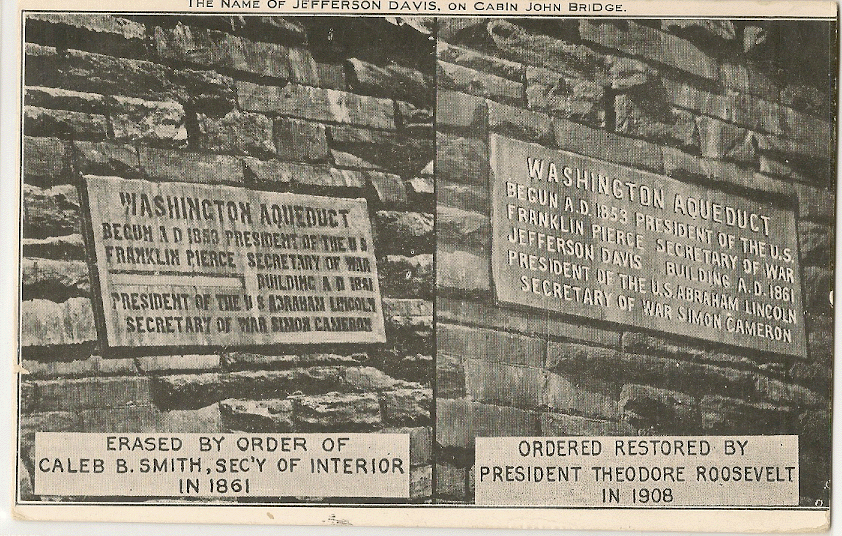 THE NAME OF JEFFERSON DAVIS, ON CABIN JOHN BRIDGE.
WASHINGTON AQUEDUCT
BEGUN A D 1853 PRESIDENT OF THE U S
FRANKLIN PIERCE SECRETARY OF WAR
BUILDING A D 1861
PRESIDENT OF THE U S ABRAHAM LINCOLN
SECRETARY OF WAR SIMON CAMERON
ERASED BY ORDER OF
CALEB B. SMITH, SEC'Y OF INTERIOR
IN 1861
WASHINGTON AQUEDUCT
BEGUN A.D. 1853 PRESIDENT OF THE U.S.
FRANKLIN PIERCE SECRETARY OF WAR
JEFFERSON DAVIS BUILDING A.D. 1861
PRESIDENT OF THE U.S. ABRAHAM LINCOLN
SECRETARY OF WAR SIMON CAMERON
ORDERED RESTORED BY
PRESIDENT THEODORE ROOSEVELT
IN 1908